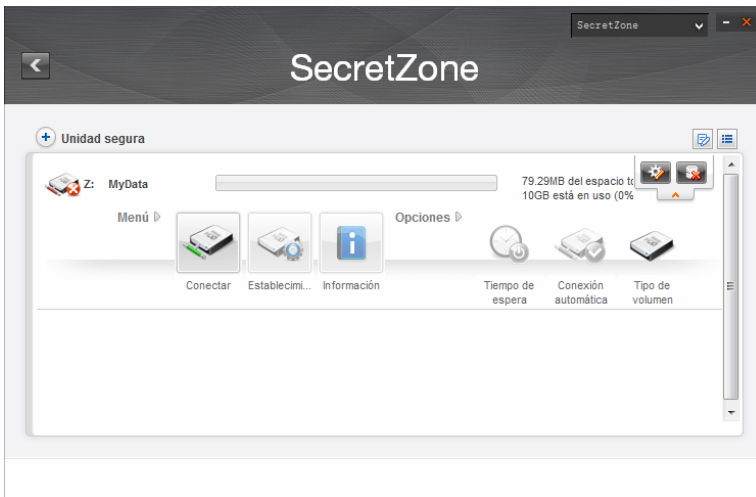 SecretZone
SecretZone
Unidad segura
Z: MyData
79.29MB del espacio to
10GB está en uso (0%
Menú
Opciones
Conectar
Establecimi...
Información
Tiempo de
espera
Conexión
automática
Tipo de
volumen